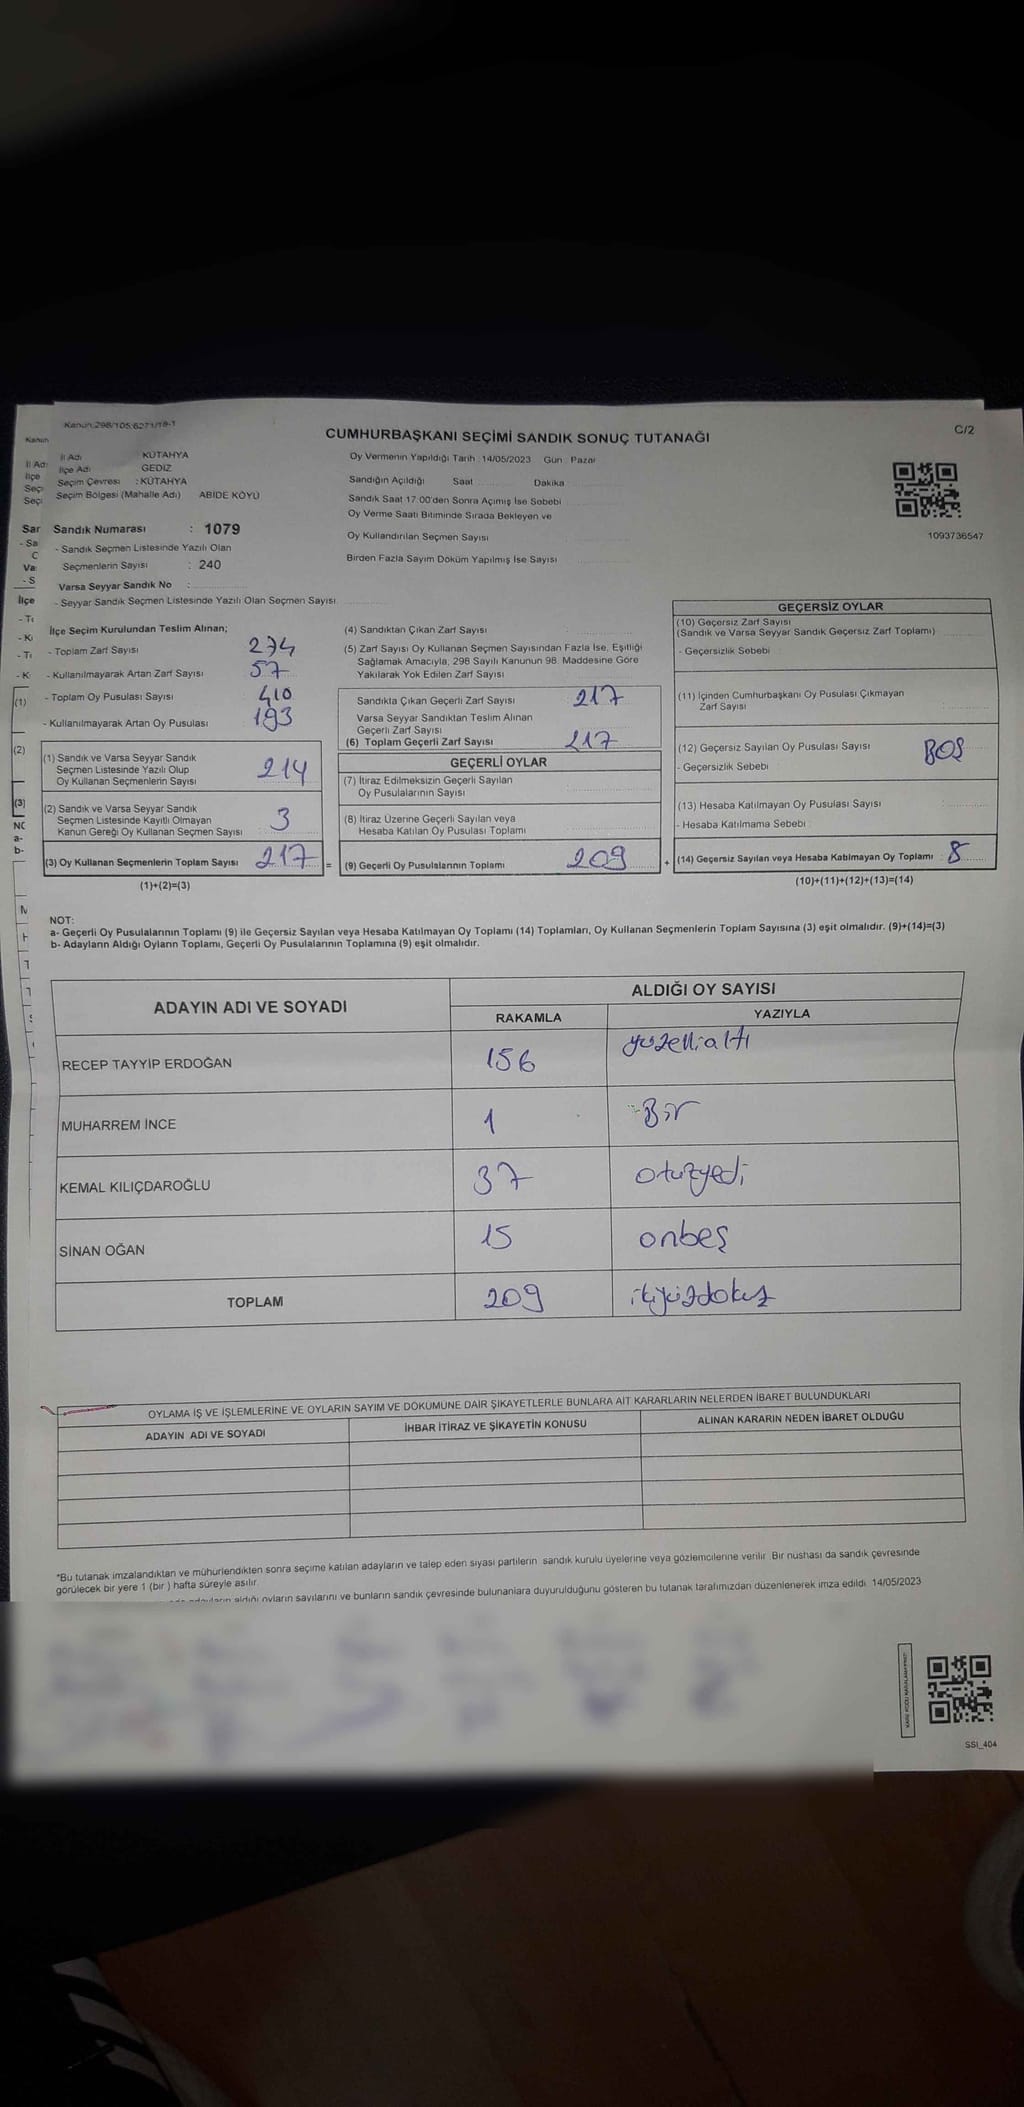 Kanun:298/105;6271/19-1
CUMHURBAŞKANI SEÇİMİ SANDIK SONUÇ TUTANAĞI
C/2
İl Adı KÜTAHYA
İlçe Adı GEDİZ
Seçim Çevresi : KÜTAHYA
Seçim Bölgesi (Mahalle Adı) ABİDE KÖYÜ
Oy Vermenin Yapıldığı Tarih : 14/05/2023 Gün : Pazar
Sandığın Açıldığı Saat Dakika
Sandık Saat 17:00'den Sonra Açılmış İse Sebebi
Oy Verme Saati Bitiminde Sırada Bekleyen ve
Oy Kullandırılan Seçmen Sayısı
Birden Fazla Sayım Döküm Yapılmış İse Sayısı
1093736547
Sandık Numarası : 1079
- Sandık Seçmen Listesinde Yazılı Olan
Seçmenlerin Sayısı : 240
Varsa Seyyar Sandık No :
- Seyyar Sandık Seçmen Listesinde Yazılı Olan Seçmen Sayısı
İlçe Seçim Kurulundan Teslim Alınan;
- Toplam Zarf Sayısı 274
- Kullanılmayarak Artan Zarf Sayısı 57
- Toplam Oy Pusulası Sayısı 410
- Kullanılmayarak Artan Oy Pusulası 193
(1) Sandık ve Varsa Seyyar Sandık
Seçmen Listesinde Yazılı Olup
Oy Kullanan Seçmenlerin Sayısı 214
(2) Sandık ve Varsa Seyyar Sandık
Seçmen Listesinde Kayıtlı Olmayan
Kanun Gereği Oy Kullanan Seçmen Sayısı 3
(3) Oy Kullanan Seçmenlerin Toplam Sayısı 217 =
(1)+(2)=(3)
(4) Sandıktan Çıkan Zarf Sayısı
(5) Zarf Sayısı Oy Kullanan Seçmen Sayısından Fazla İse, Eşitliği
Sağlamak Amacıyla, 298 Sayılı Kanunun 98. Maddesine Göre
Yakılarak Yok Edilen Zarf Sayısı
Sandıkta Çıkan Geçerli Zarf Sayısı 217
Varsa Seyyar Sandıktan Teslim Alınan
Geçerli Zarf Sayısı
(6) Toplam Geçerli Zarf Sayısı 217
GEÇERLİ OYLAR
(7) İtiraz Edilmeksizin Geçerli Sayılan
Oy Pusulalarının Sayısı
(8) İtiraz Üzerine Geçerli Sayılan veya
Hesaba Katılan Oy Pusulası Toplamı
(9) Geçerli Oy Pusulalarının Toplamı 209 +
GEÇERSİZ OYLAR
(10) Geçersiz Zarf Sayısı
(Sandık ve Varsa Seyyar Sandık Geçersiz Zarf Toplamı)
- Geçersizlik Sebebi
(11) İçinden Cumhurbaşkanı Oy Pusulası Çıkmayan
Zarf Sayısı
(12) Geçersiz Sayılan Oy Pusulası Sayısı BOŞ
- Geçersizlik Sebebi
(13) Hesaba Katılmayan Oy Pusulası Sayısı
- Hesaba Katılmama Sebebi
(14) Geçersiz Sayılan veya Hesaba Katılmayan Oy Toplamı : 8
(10)+(11)+(12)+(13)=(14)
NOT:
a- Geçerli Oy Pusulalarının Toplamı (9) ile Geçersiz Sayılan veya Hesaba Katılmayan Oy Toplamı (14) Toplamları, Oy Kullanan Seçmenlerin Toplam Sayısına (3) eşit olmalıdır. (9)+(14)=(3)
b- Adayların Aldığı Oyların Toplamı, Geçerli Oy Pusulalarının Toplamına (9) eşit olmalıdır.
ADAYIN ADI VE SOYADI ALDIĞI OY SAYISI
RAKAMLA YAZIYLA
RECEP TAYYİP ERDOĞAN 156 yüzellialtı
MUHARREM İNCE 1 Bir
KEMAL KILIÇDAROĞLU 37 otuzyedi
SİNAN OĞAN 15 onbeş
TOPLAM 209 ikiyüzdokuz
OYLAMA İŞ VE İŞLEMLERİNE VE OYLARIN SAYIM VE DÖKÜMÜNE DAİR ŞİKAYETLERLE BUNLARA AİT KARARLARIN NELERDEN İBARET BULUNDUKLARI
ADAYIN ADI VE SOYADI İHBAR İTİRAZ VE ŞİKAYETİN KONUSU ALINAN KARARIN NEDEN İBARET OLDUĞU
*Bu tutanak imzalandıktan ve mühürlendikten sonra seçime katılan adayların ve talep eden siyasi partilerin sandık kurulu üyelerine veya gözlemcilerine verilir. Bir nüshası da sandık çevresinde
görülecek bir yere 1 (bir) hafta süreyle asılır.
adayların aldığı oyların sayılarını ve bunların sandık çevresinde bulunanlara duyurulduğunu gösteren bu tutanak tarafımızdan düzenlenerek imza edildi. 14/05/2023
SSI_404